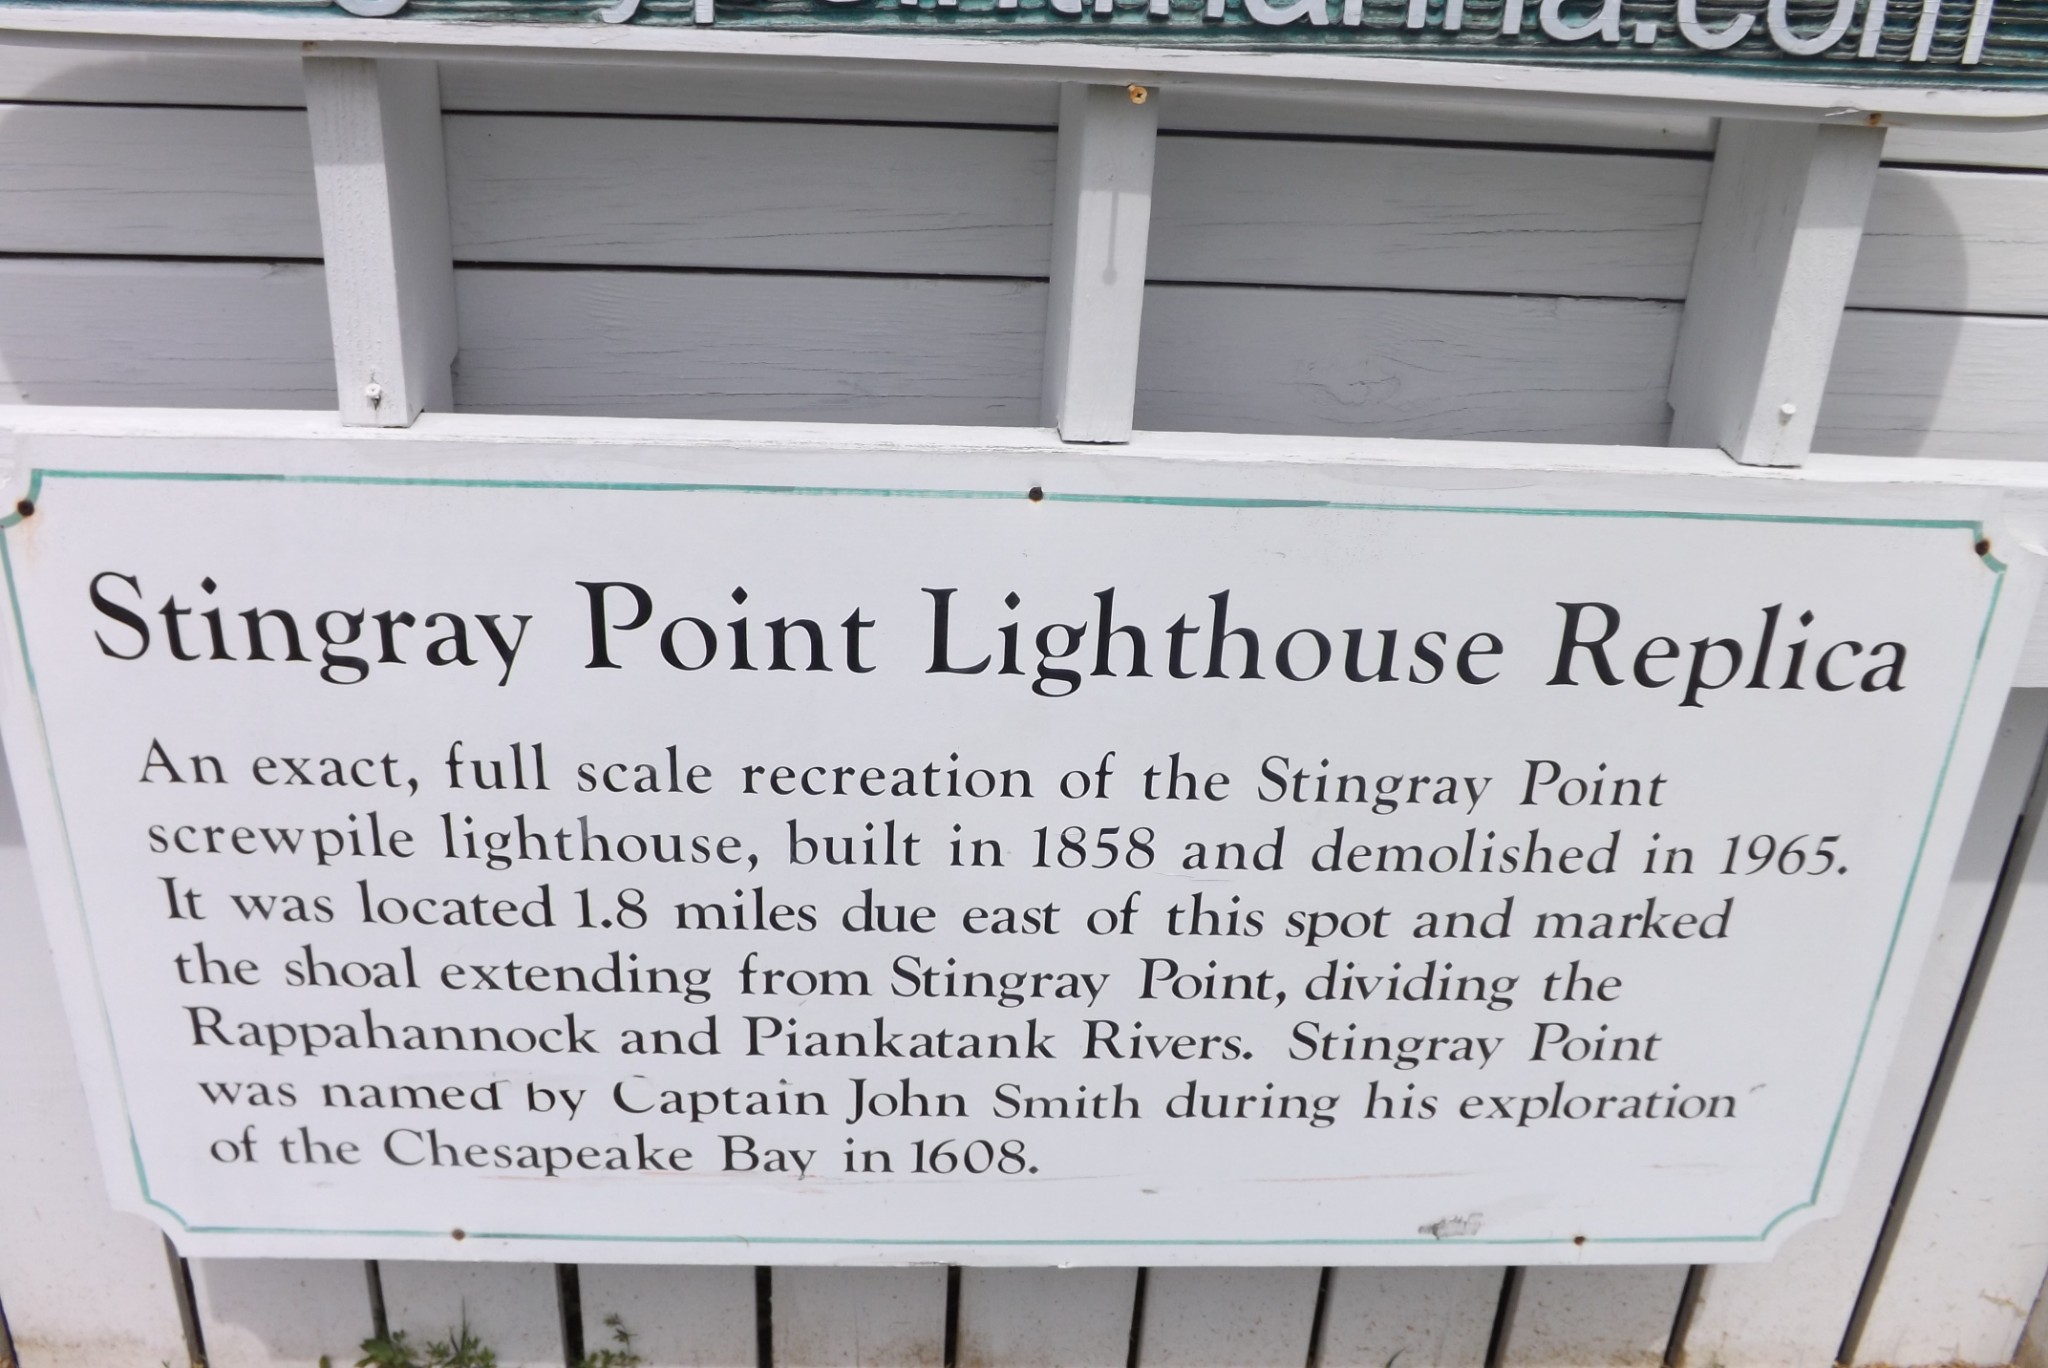 Stingray Point Lighthouse Replica
An exact, full scale recreation of the Stingray Point
screwpile lighthouse, built in 1858 and demolished in 1965.
It was located 1.8 miles due east of this spot and marked
the shoal extending from Stingray Point, dividing the
Rappahannock and Piankatank Rivers. Stingray Point
was named by Captain John Smith during his exploration
of the Chesapeake Bay in 1608.